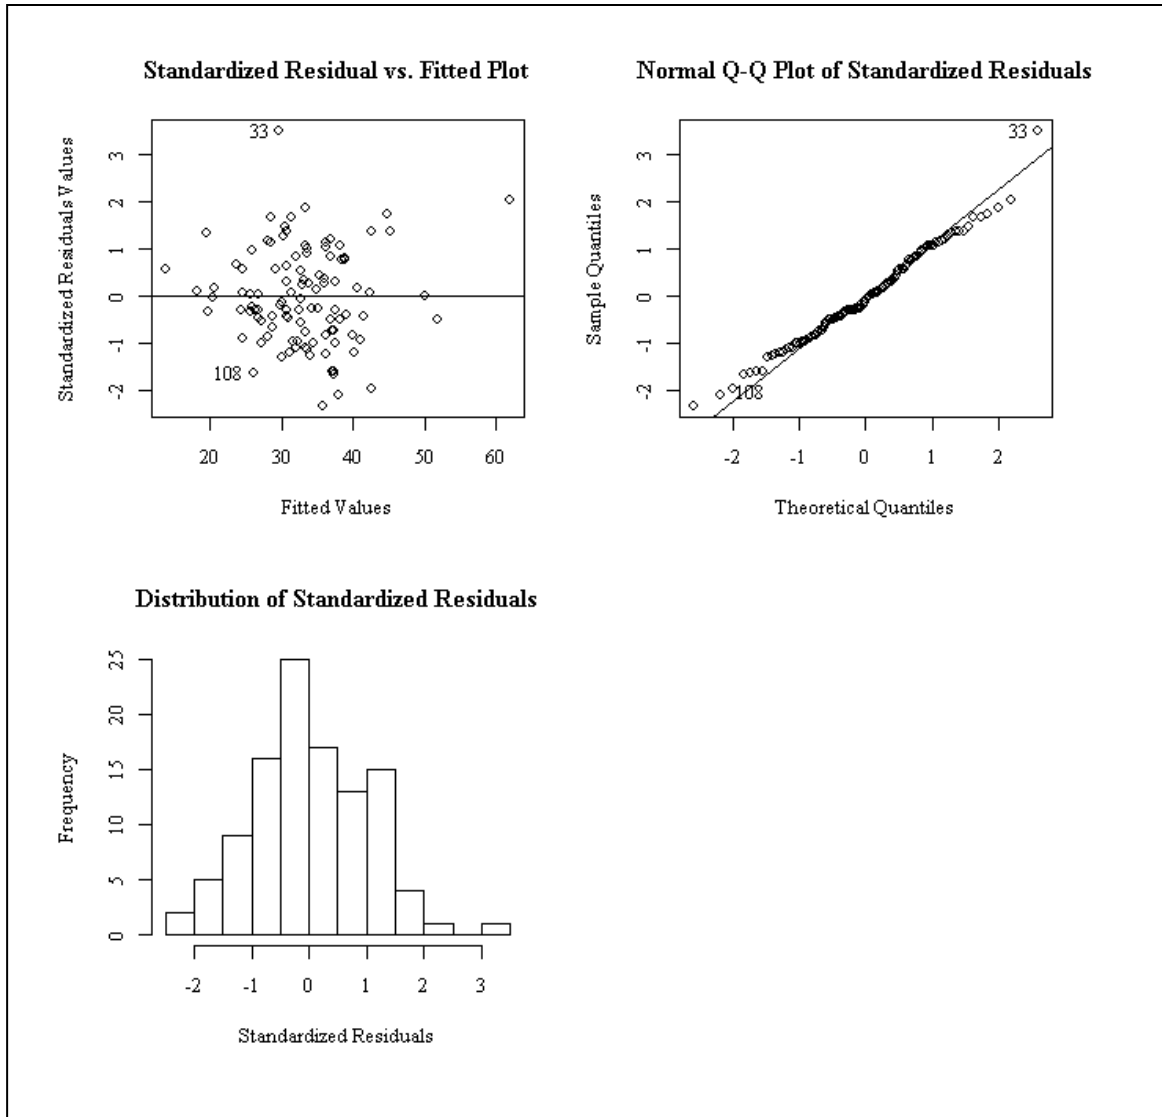 Standardized Residual vs. Fitted Plot
33
108
3
2
1
0
-1
-2
Standardized Residuals Values
20 30 40 50 60
Fitted Values
Normal Q-Q Plot of Standardized Residuals
33
108
3
2
1
0
-1
-2
Sample Quantiles
-2 -1 0 1 2
Theoretical Quantiles
Distribution of Standardized Residuals
25
20
15
10
5
0
Frequency
-2 -1 0 1 2 3
Standardized Residuals